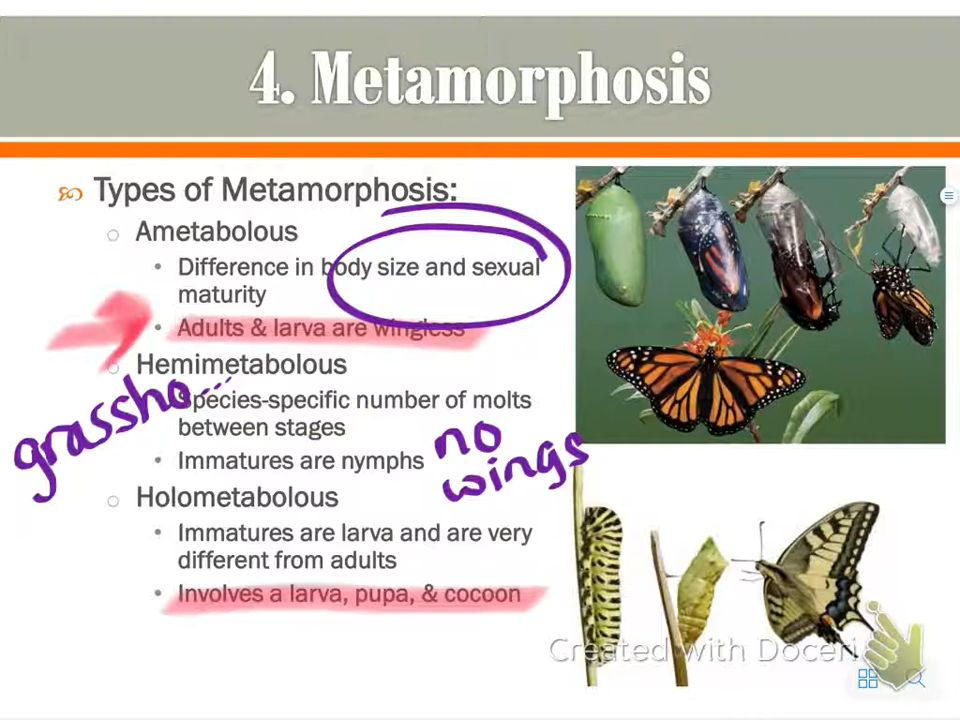 4. Metamorphosis
Types of Metamorphosis:
Ametabolous
Difference in body size and sexual
maturity
Adults & larva are wingless
Hemimetabolous
grassho...
Species-specific number of molts
between stages
Immatures are nymphs
no
wings
Holometabolous
Immatures are larva and are very
different from adults
Involves a larva, pupa, & cocoon
Created with Doceri